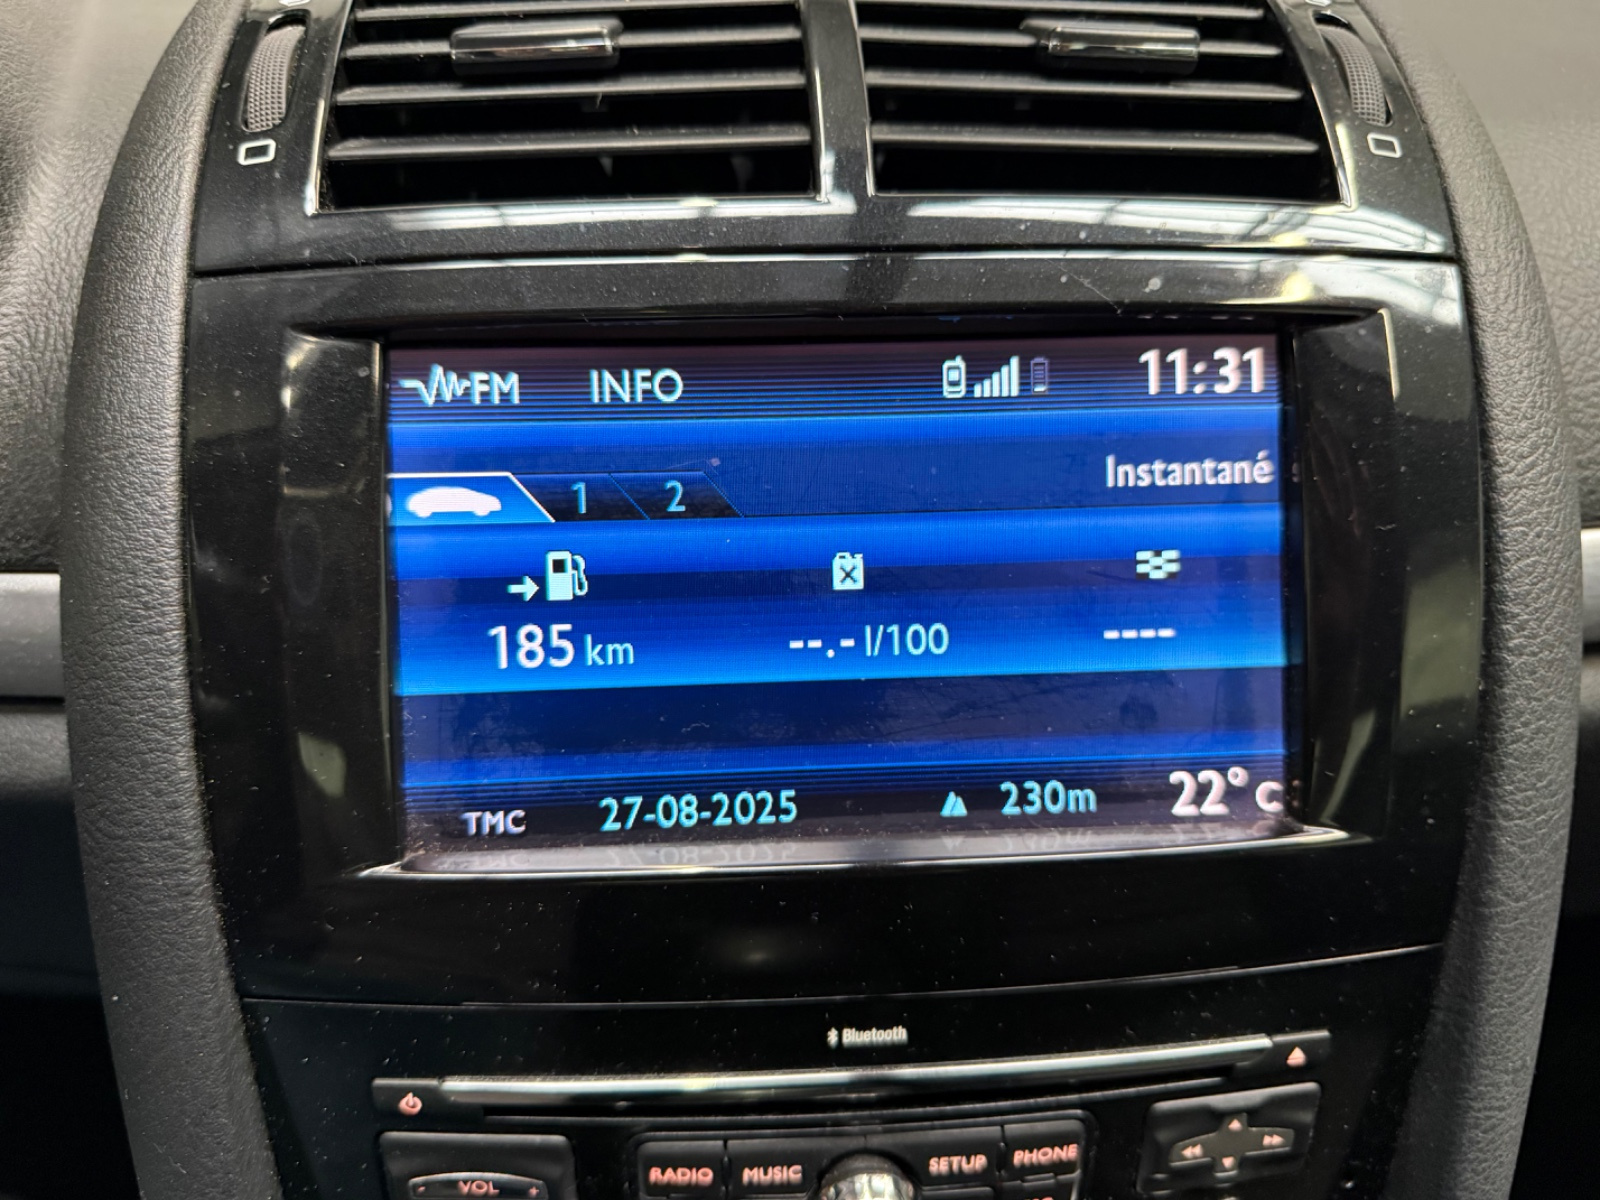 FM INFO 11:31
Instantané
1 2
185 km --.- l/100 ----
TMC 27-08-2025 230m 22° C
Bluetooth
RADIO MUSIC SETUP PHONE
- VOL +